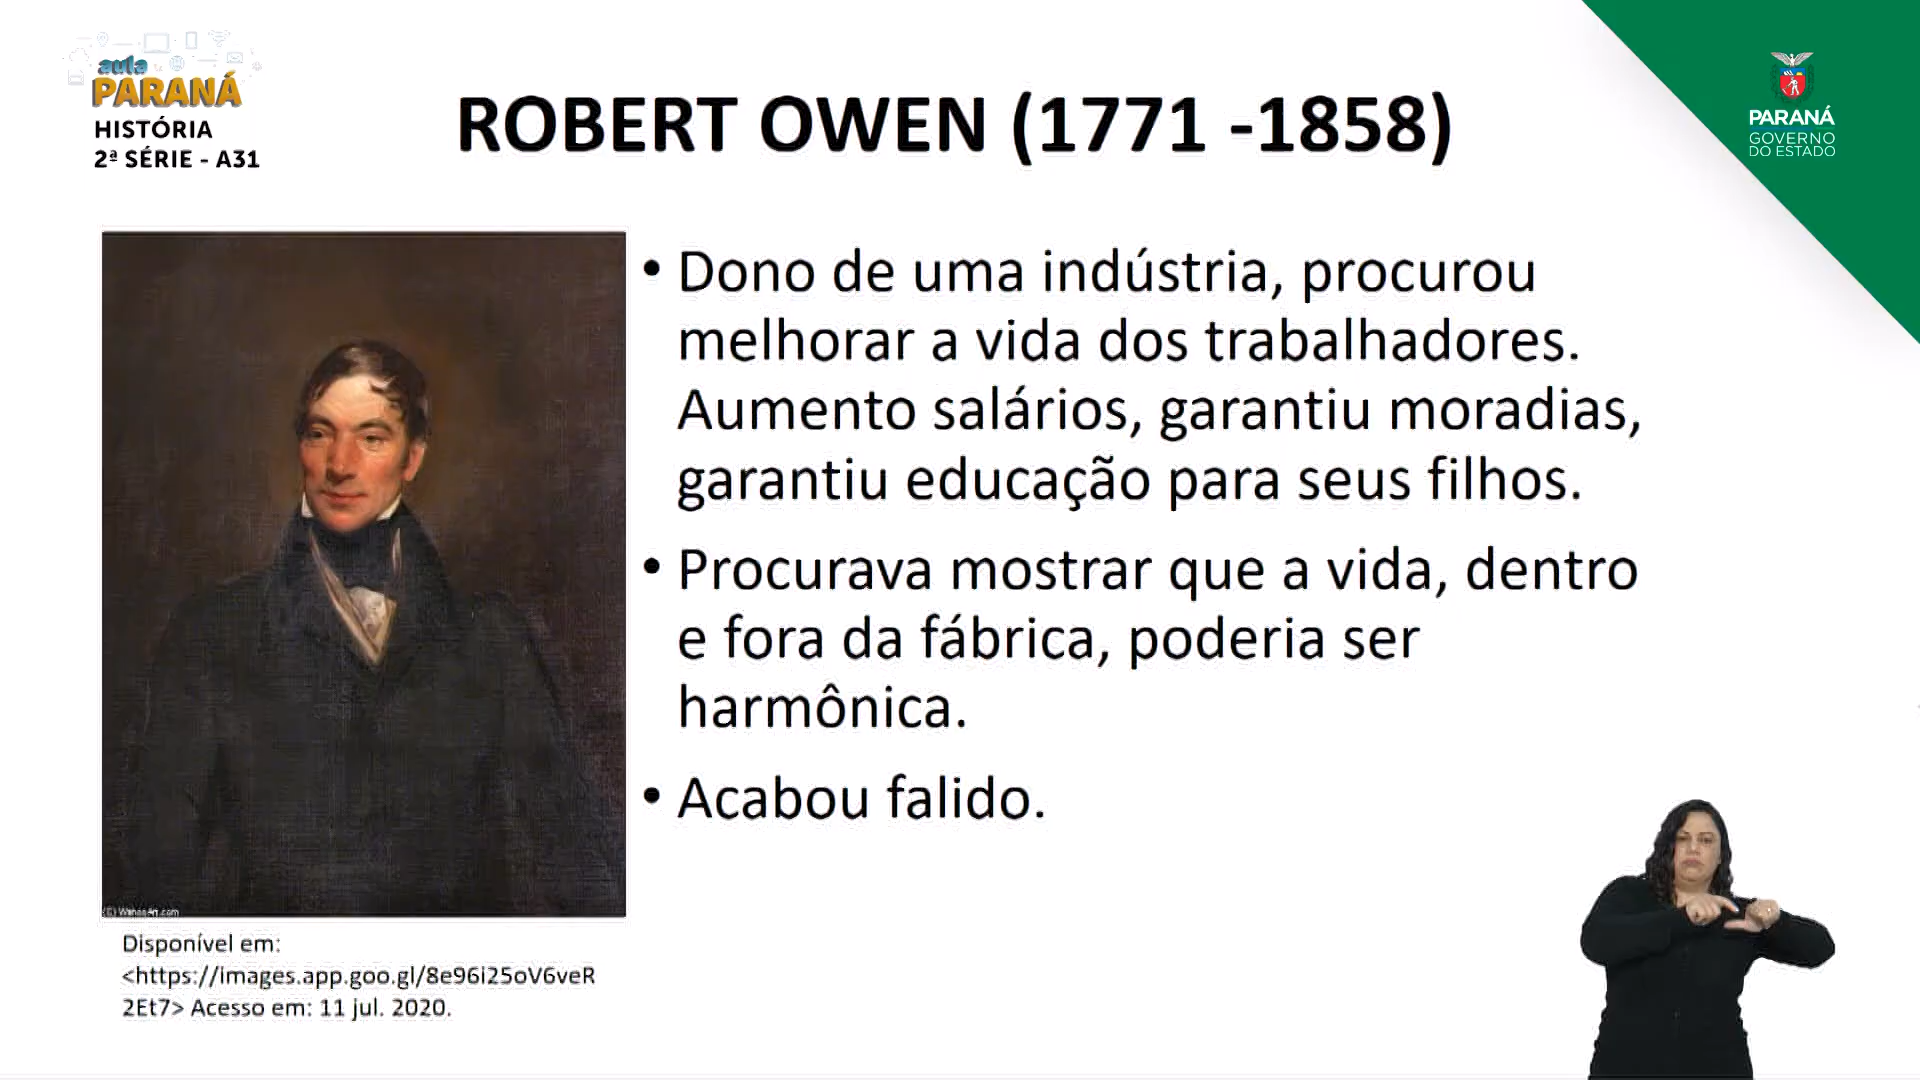 aula
PARANÁ
HISTÓRIA
2ª SÉRIE - A31
ROBERT OWEN (1771 -1858)
PARANÁ
GOVERNO
DO ESTADO
• Dono de uma indústria, procurou
melhorar a vida dos trabalhadores.
Aumento salários, garantiu moradias,
garantiu educação para seus filhos.
• Procurava mostrar que a vida, dentro
e fora da fábrica, poderia ser
harmônica.
• Acabou falido.
(C) WahooArt.com
Disponível em:
<https://images.app.goo.gl/8e96i25oV6veR
2Et7> Acesso em: 11 jul. 2020.